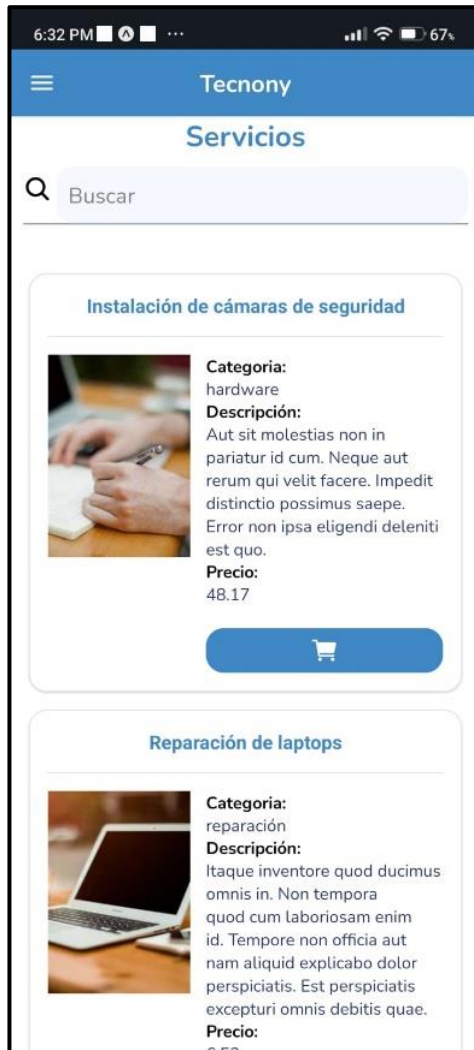 6:32 PM ... 67%
Tecnony
Servicios
Buscar
Instalación de cámaras de seguridad
Categoria:
hardware
Descripción:
Aut sit molestias non in
pariatur id cum. Neque aut
rerum qui velit facere. Impedit
distinctio possimus saepe.
Error non ipsa eligendi deleniti
est quo.
Precio:
48.17
Reparación de laptops
Categoria:
reparación
Descripción:
Itaque inventore quod ducimus
omnis in. Non tempora
quod cum laboriosam enim
id. Tempore non officia aut
nam aliquid explicabo dolor
perspiciatis. Est perspiciatis
excepturi omnis debitis quae.
Precio: